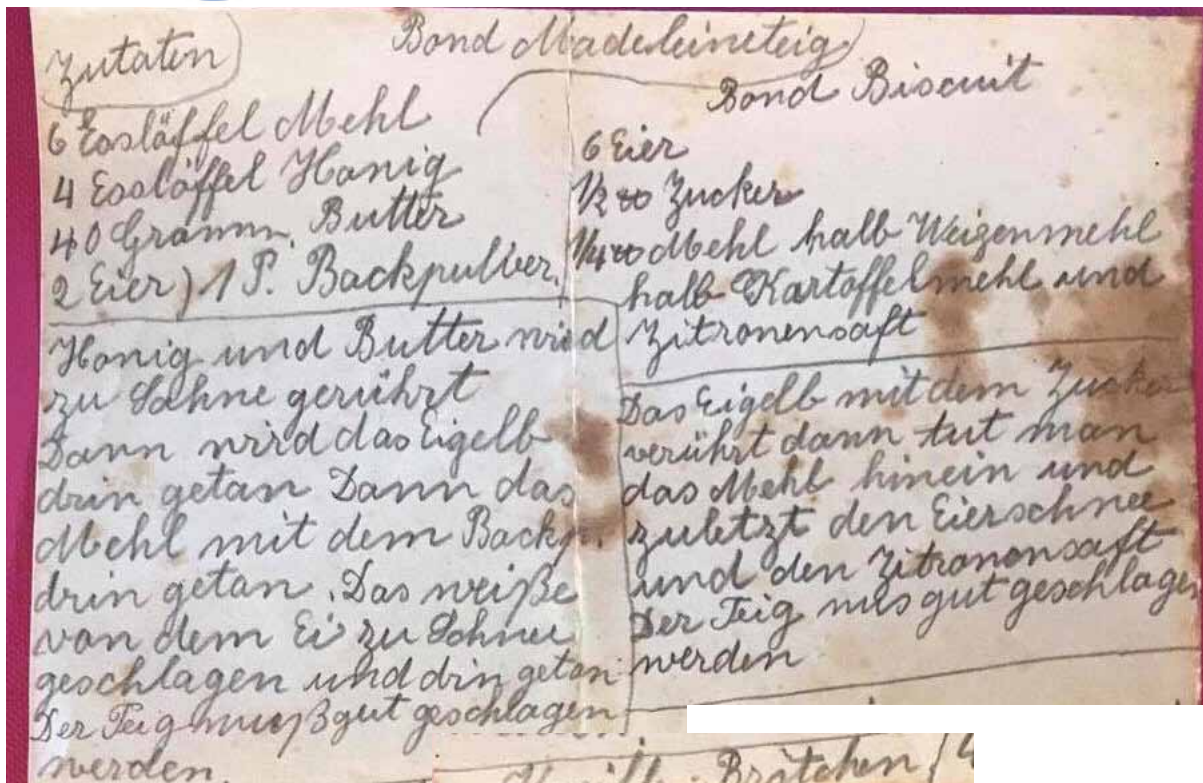 Zutaten
Bond Madeleineteig
6 Esslöffel Mehl
4 Esslöffel Honig
40 Gramm, Butter
2 Eier) 1 P. Backpulver,
Honig und Butter wird
zu Sahne gerührt
Dann wird das Eigelb
drin getan Dann das
Mehl mit dem Backp.
drin getan. Das weiße
von dem Ei zu Schnee
geschlagen und drin getan
Der Teig muß gut geschlagen
werden.
Bond Biscuit
6 Eier
1/2 Zucker
1/4 Mehl halb Weizenmehl
halb Kartoffelmehl und
Zitronensaft
Das Eigelb mit dem Zucker
verührt dann tut man
das Mehl hinein und
zuletzt den Eierschnee
und den Zitronensaft
Der Teig mus gut geschlagen
werden
Brötchen